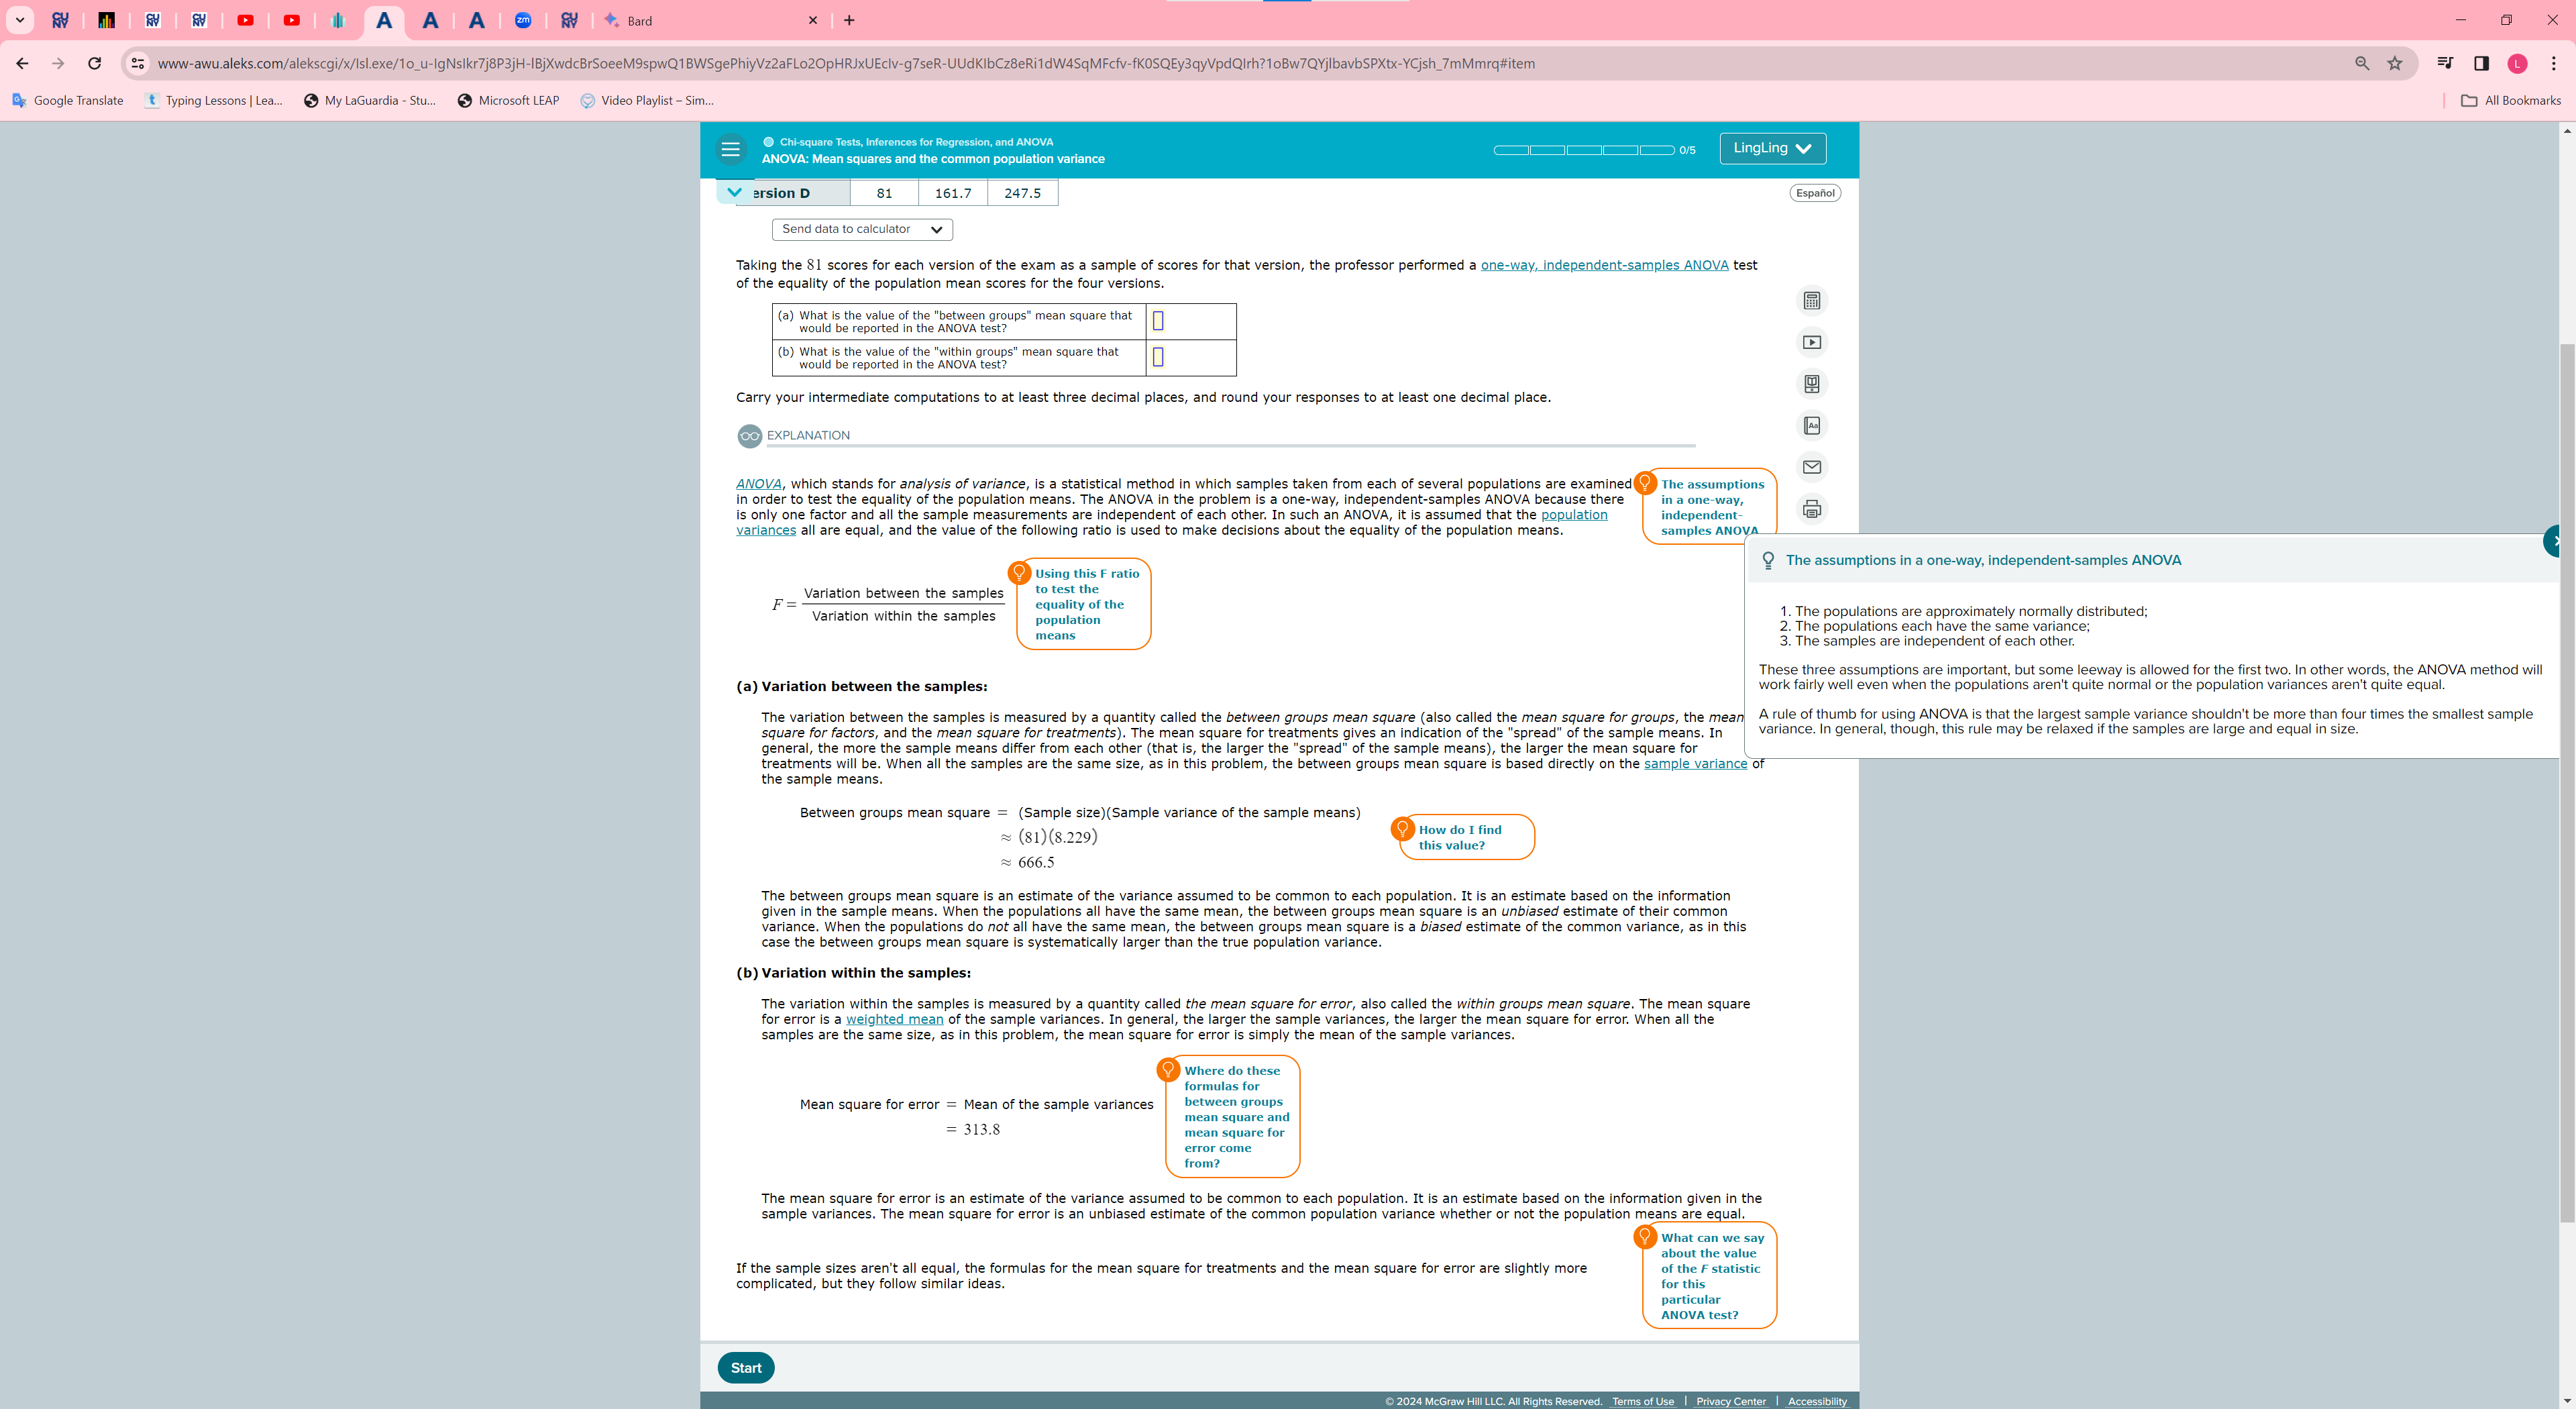 Bard
www-awu.aleks.com/alekscgi/x/Isl.exe/1o_u-IgNsIkr7j8P3jH-IBjXwdcBrSoeeM9spwQ1BWSgePhiyVz2aFLo2OpHRJxUEcIv-g7seR-UUdKIbCz8eRi1dW4SqMFcfv-fK0SQEy3qyVpdQIrh?1oBw7QYjlbavbSPXtx-YCjsh_7mMmrq#item
L
Google Translate
Typing Lessons | Lea...
My LaGuardia - Stu...
Microsoft LEAP
Video Playlist – Sim...
All Bookmarks
Chi-square Tests, Inferences for Regression, and ANOVA
ANOVA: Mean squares and the common population variance
0/5
LingLing
ersion D 81 161.7 247.5
Español
Send data to calculator
Taking the 81 scores for each version of the exam as a sample of scores for that version, the professor performed a one-way, independent-samples ANOVA test
of the equality of the population mean scores for the four versions.
(a) What is the value of the "between groups" mean square that
would be reported in the ANOVA test?
(b) What is the value of the "within groups" mean square that
would be reported in the ANOVA test?
Carry your intermediate computations to at least three decimal places, and round your responses to at least one decimal place.
EXPLANATION
ANOVA, which stands for analysis of variance, is a statistical method in which samples taken from each of several populations are examined
in order to test the equality of the population means. The ANOVA in the problem is a one-way, independent-samples ANOVA because there
is only one factor and all the sample measurements are independent of each other. In such an ANOVA, it is assumed that the population
variances all are equal, and the value of the following ratio is used to make decisions about the equality of the population means.
The assumptions
in a one-way,
independent-
samples ANOVA
F = Variation between the samples
Variation within the samples
Using this F ratio
to test the
equality of the
population
means
The assumptions in a one-way, independent-samples ANOVA
1. The populations are approximately normally distributed;
2. The populations each have the same variance;
3. The samples are independent of each other.
These three assumptions are important, but some leeway is allowed for the first two. In other words, the ANOVA method will
work fairly well even when the populations aren't quite normal or the population variances aren't quite equal.
A rule of thumb for using ANOVA is that the largest sample variance shouldn't be more than four times the smallest sample
variance. In general, though, this rule may be relaxed if the samples are large and equal in size.
(a) Variation between the samples:
The variation between the samples is measured by a quantity called the between groups mean square (also called the mean square for groups, the mean
square for factors, and the mean square for treatments). The mean square for treatments gives an indication of the "spread" of the sample means. In
general, the more the sample means differ from each other (that is, the larger the "spread" of the sample means), the larger the mean square for
treatments will be. When all the samples are the same size, as in this problem, the between groups mean square is based directly on the sample variance of
the sample means.
Between groups mean square = (Sample size)(Sample variance of the sample means)
≈ (81)(8.229)
≈ 666.5
How do I find
this value?
The between groups mean square is an estimate of the variance assumed to be common to each population. It is an estimate based on the information
given in the sample means. When the populations all have the same mean, the between groups mean square is an unbiased estimate of their common
variance. When the populations do not all have the same mean, the between groups mean square is a biased estimate of the common variance, as in this
case the between groups mean square is systematically larger than the true population variance.
(b) Variation within the samples:
The variation within the samples is measured by a quantity called the mean square for error, also called the within groups mean square. The mean square
for error is a weighted mean of the sample variances. In general, the larger the sample variances, the larger the mean square for error. When all the
samples are the same size, as in this problem, the mean square for error is simply the mean of the sample variances.
Mean square for error = Mean of the sample variances
= 313.8
Where do these
formulas for
between groups
mean square and
mean square for
error come
from?
The mean square for error is an estimate of the variance assumed to be common to each population. It is an estimate based on the information given in the
sample variances. The mean square for error is an unbiased estimate of the common population variance whether or not the population means are equal.
If the sample sizes aren't all equal, the formulas for the mean square for treatments and the mean square for error are slightly more
complicated, but they follow similar ideas.
What can we say
about the value
of the F statistic
for this
particular
ANOVA test?
Start
© 2024 McGraw Hill LLC. All Rights Reserved. Terms of Use | Privacy Center | Accessibility